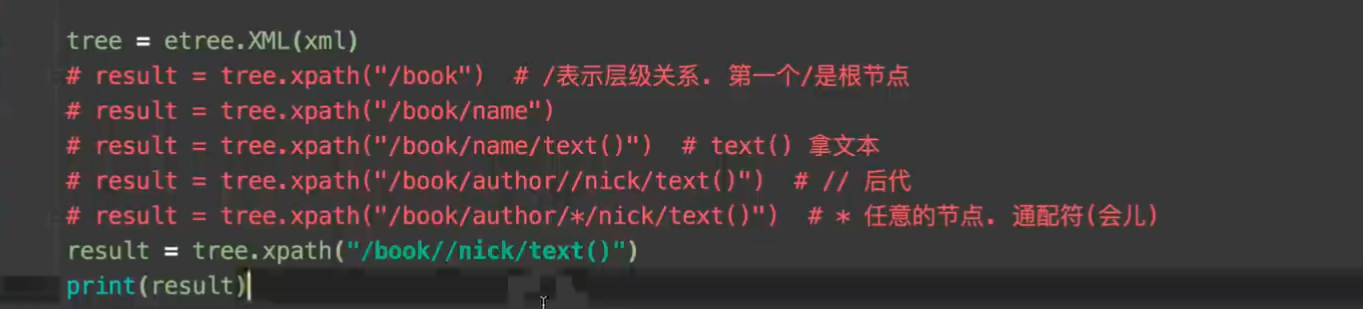 tree = etree.XML(xml)
# result = tree.xpath("/book")  # /表示层级关系. 第一个/是根节点
# result = tree.xpath("/book/name")
# result = tree.xpath("/book/name/text()")  # text() 拿文本
# result = tree.xpath("/book/author//nick/text()")  # // 后代
# result = tree.xpath("/book/author/*/nick/text()")  # * 任意的节点. 通配符(会儿)
result = tree.xpath("/book//nick/text()")
print(result)